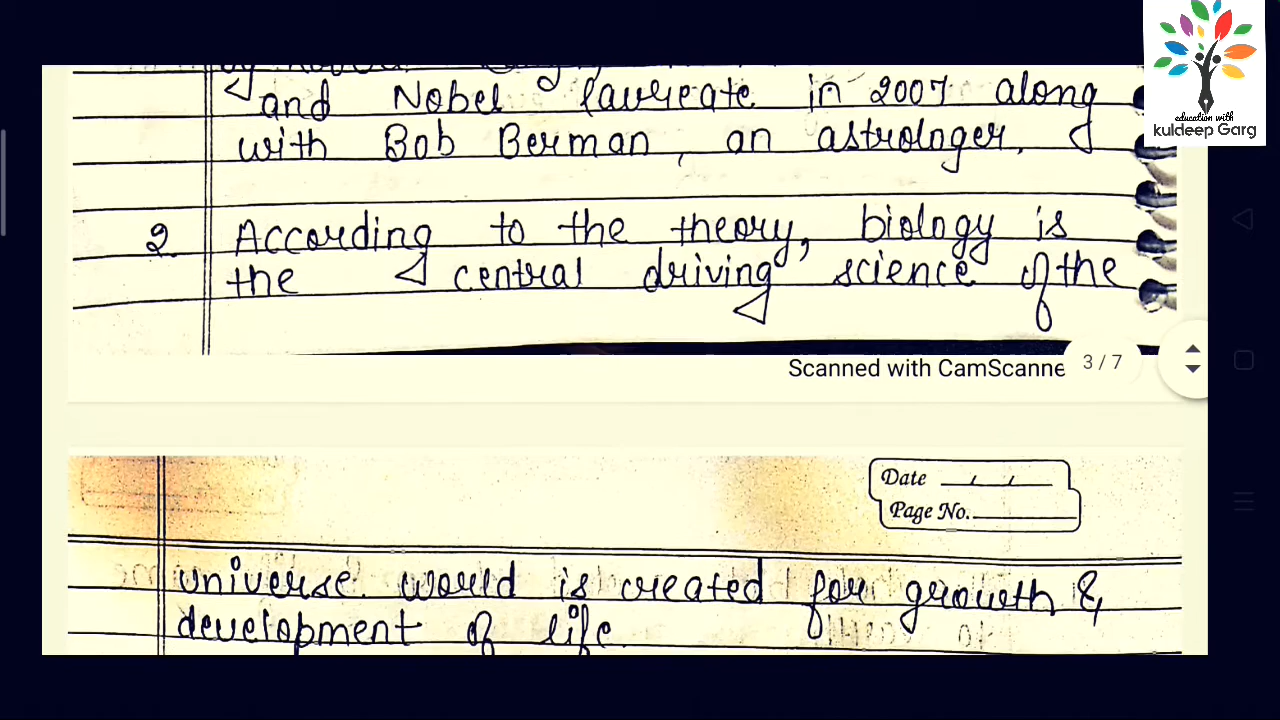 and Nobel laureate in 2007 along
with Bob Berman, an astrologer.
2. According to the theory, biology is
the central driving science of the
Scanned with CamScanne
3 / 7
Date
Page No.
universe. world is created for growth &
development of life.
education with
kuldeep Garg